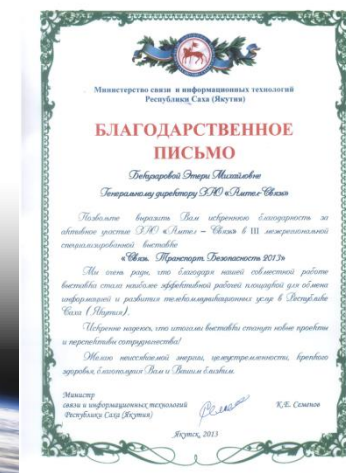 Министерство связи и информационных технологий
Республики Саха (Якутия)
БЛАГОДАРСТВЕННОЕ
ПИСЬМО
Бекузаровой Этери Михайловне
Генеральному директору ЗАО «Алтел-Связь»
Позвольте выразить Вам искреннюю благодарность за
активное участие ЗАО – Связь» в III межрегиональной
специализированной выставке
«Связь. Транспорт. Безопасность 2013»
Мы очень рады, что благодаря нашей совместной работе
выставка стала наиболее эффективной рабочей площадкой для обмена
информацией и развития телекоммуникационных услуг в Республике
Саха (Якутия).
Искренне надеюсь, что итогами выставки станут новые проекты
и перспективы сотрудничества!
Желаю неиссякаемой энергии, целеустремленности, крепкого
здоровья, благополучия Вам и Вашим близким.
Министр
связи и информационных технологий
Республики Саха (Якутия)
К.Е. Семенов
Якутск, 2013